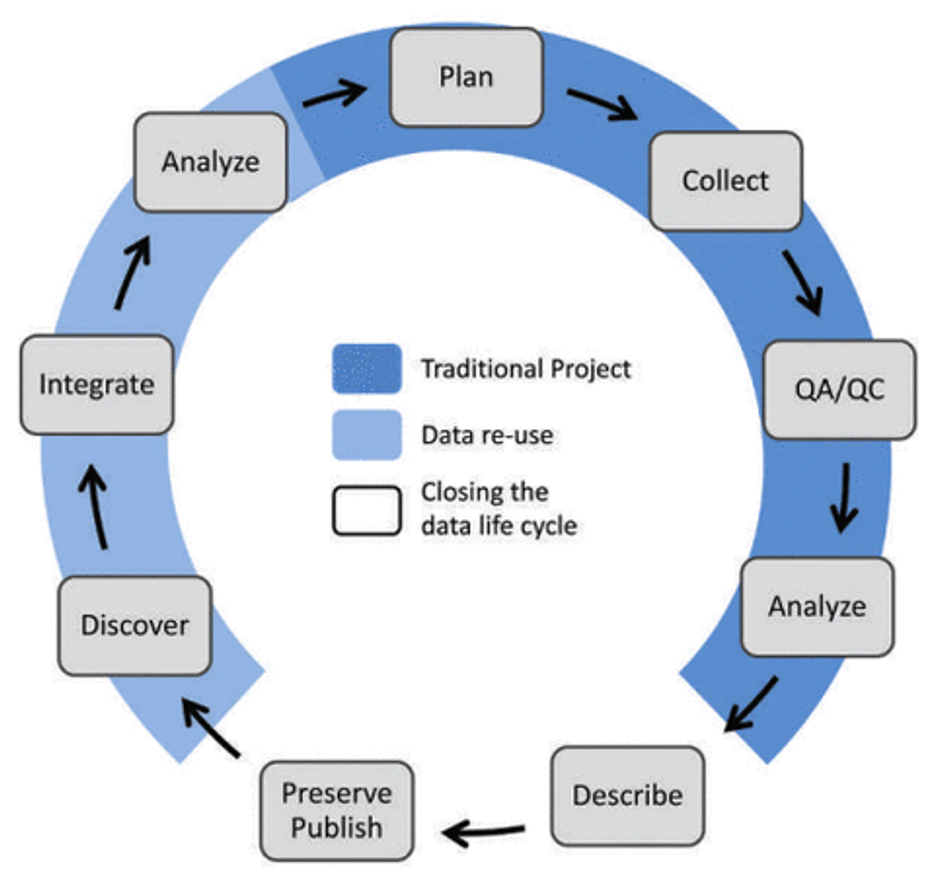 Plan
Collect
QA/QC
Analyze
Describe
Preserve
Publish
Discover
Integrate
Analyze
Traditional Project
Data re-use
Closing the
data life cycle